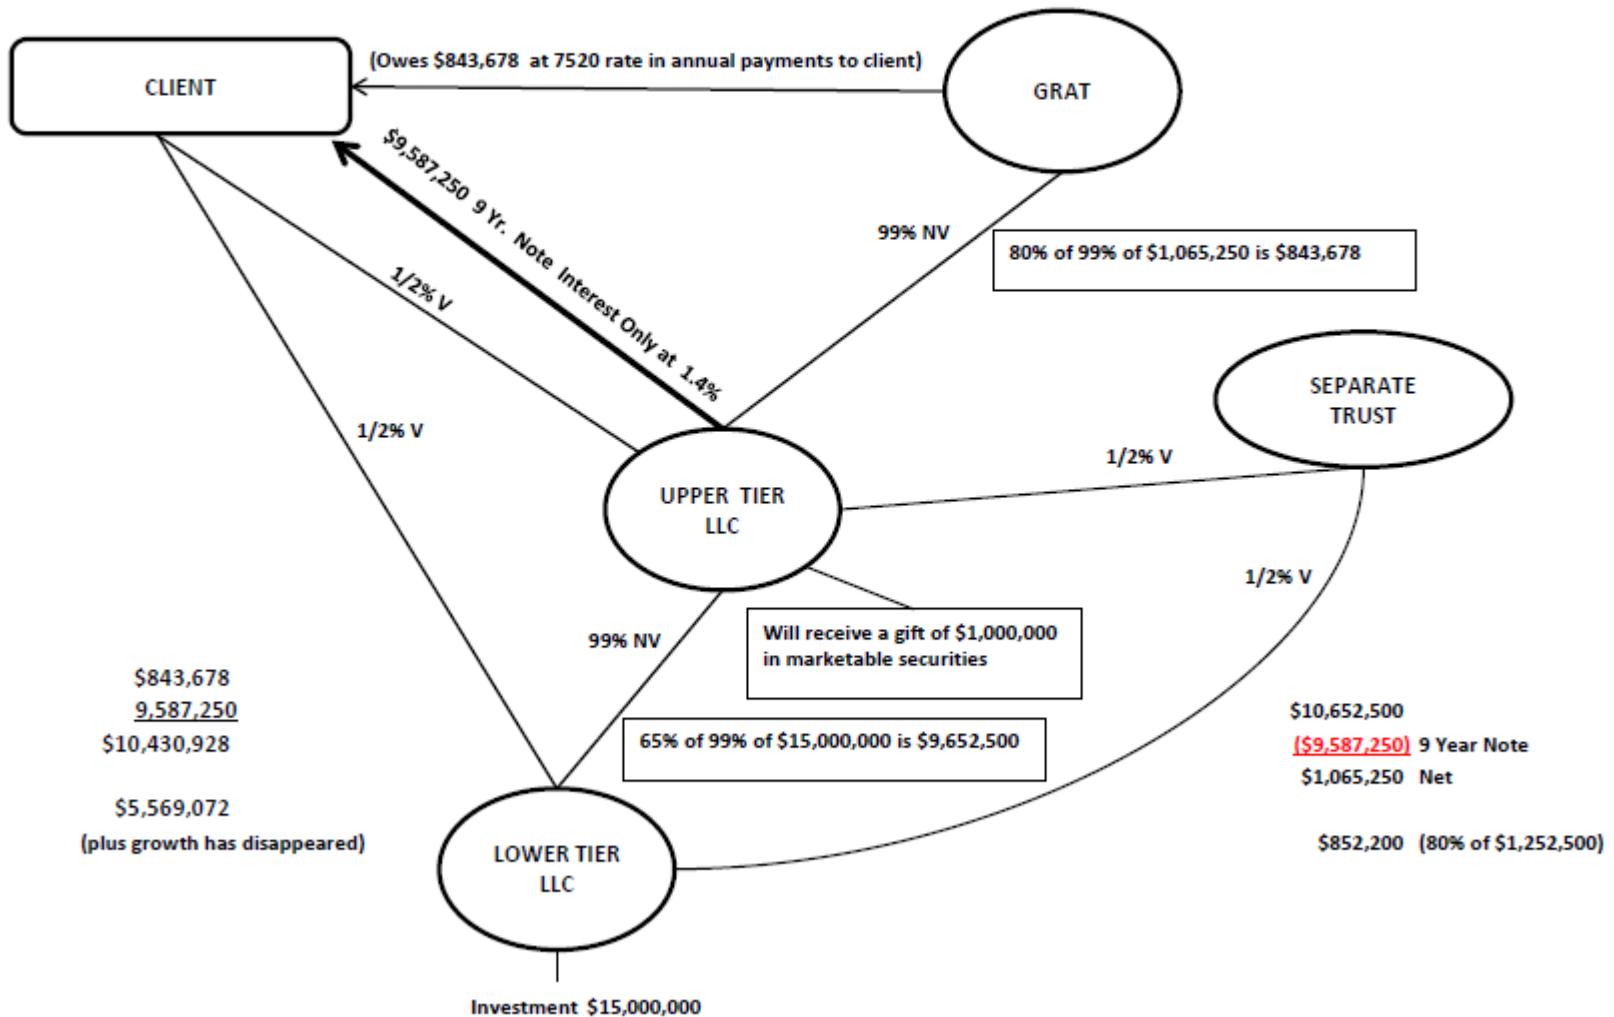 (Owes $843,678 at 7520 rate in annual payments to client)
CLIENT
GRAT
$9,587,250 9 Yr. Note Interest Only at 1.4%
99% NV
80% of 99% of $1,065,250 is $843,678
1/2% V
SEPARATE
TRUST
1/2% V
1/2% V
UPPER TIER
LLC
1/2% V
99% NV
Will receive a gift of $1,000,000
in marketable securities
$843,678
9,587,250
$10,430,928
$5,569,072
(plus growth has disappeared)
65% of 99% of $15,000,000 is $9,652,500
$10,652,500
($9,587,250) 9 Year Note
$1,065,250 Net
$852,200 (80% of $1,252,500)
LOWER TIER
LLC
Investment $15,000,000